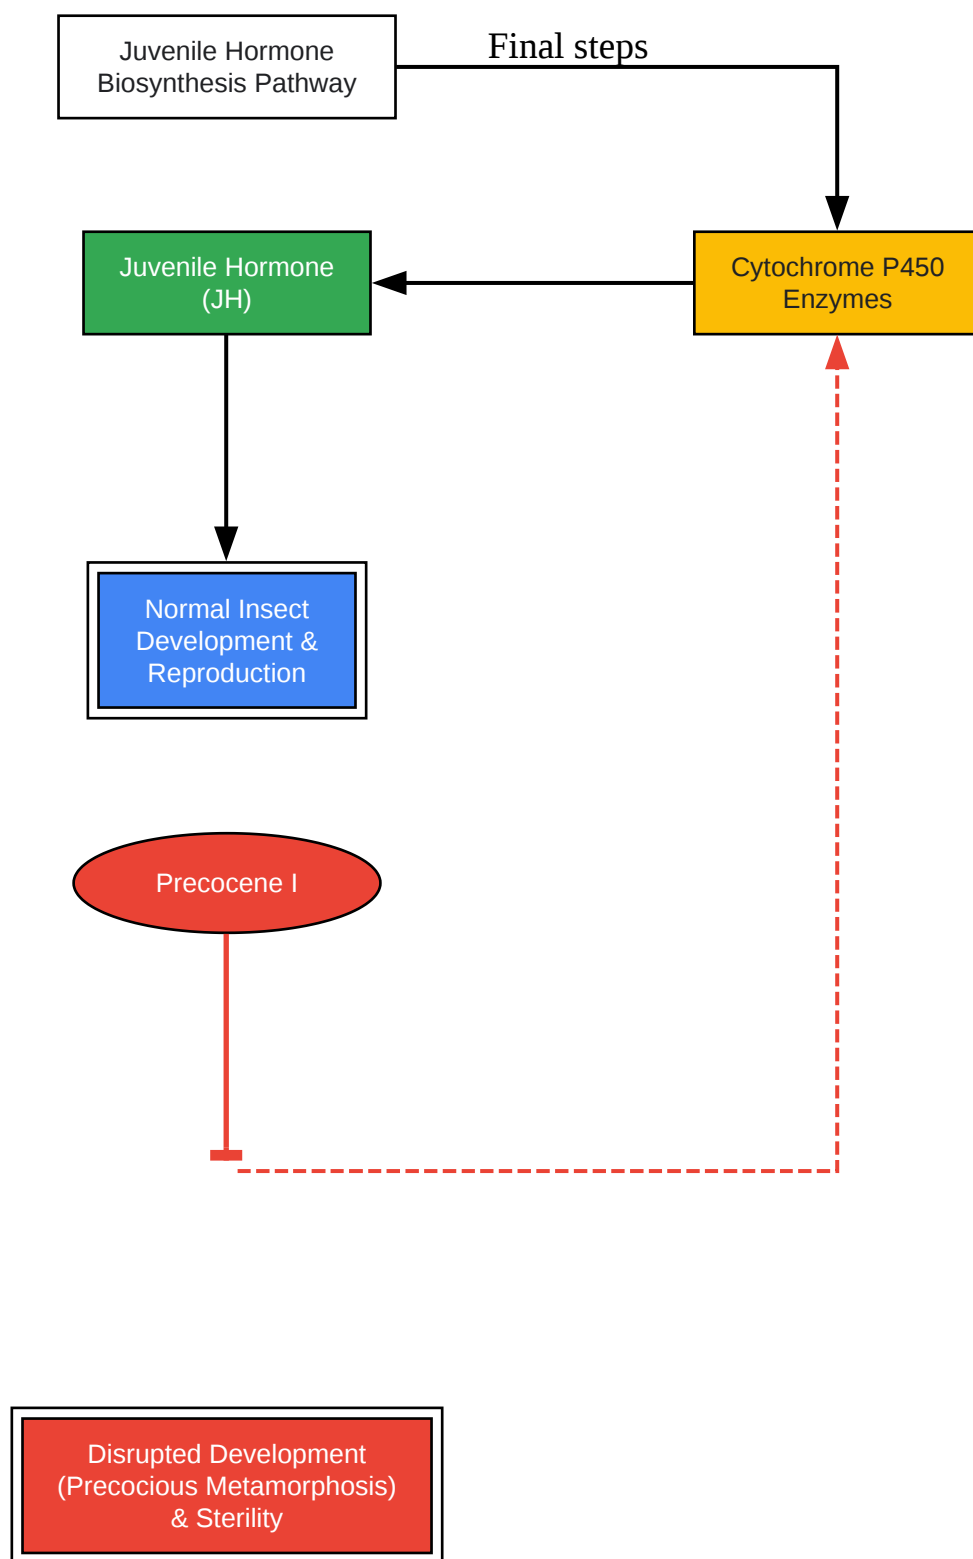 Juvenile Hormone
Biosynthesis Pathway
Final steps
Juvenile Hormone
(JH)
Cytochrome P450
Enzymes
Normal Insect
Development &
Reproduction
Precocene I
Disrupted Development
(Precocious Metamorphosis)
& Sterility